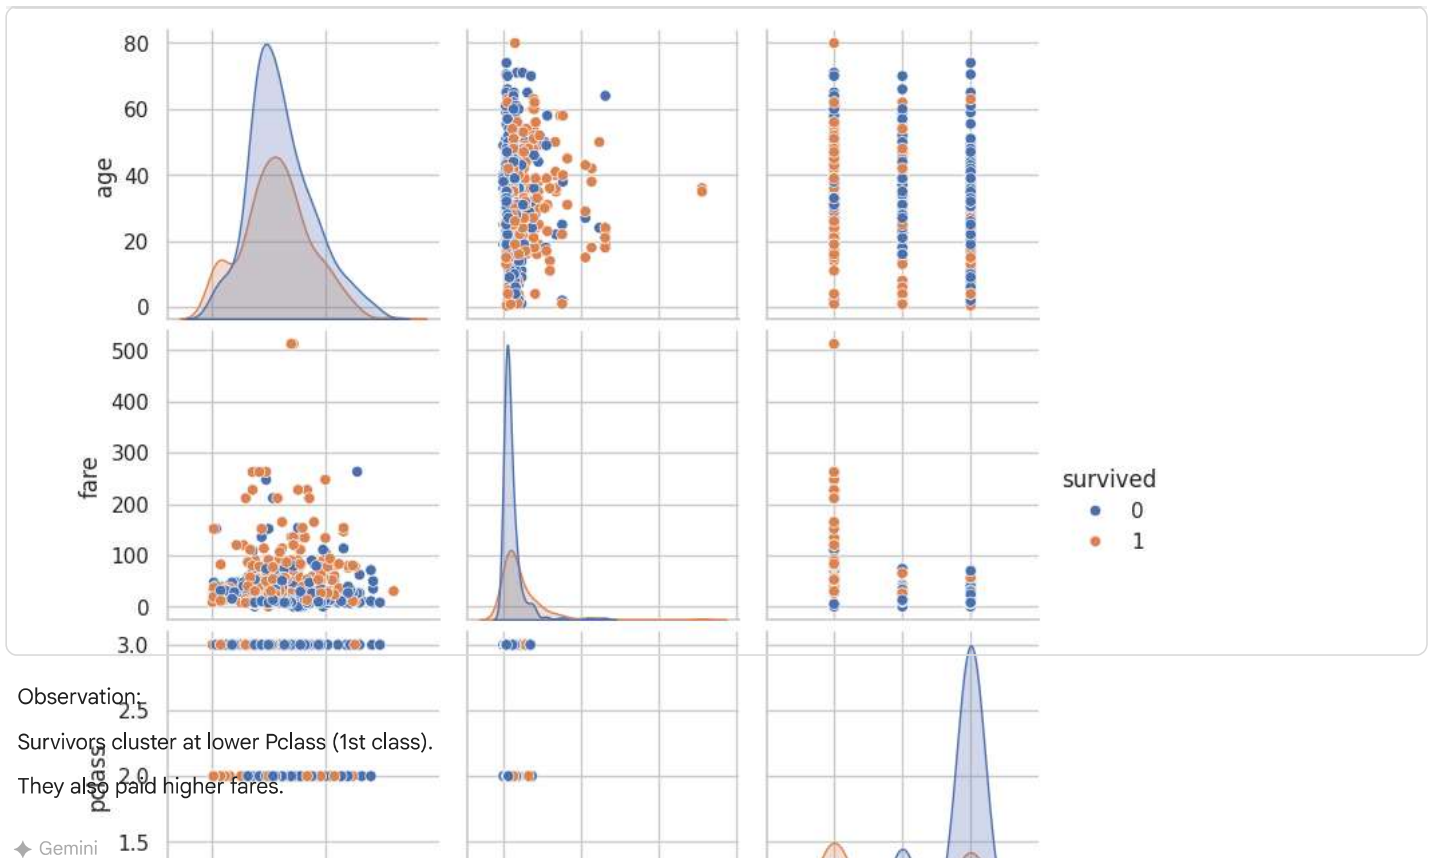 80
60
40
20
0
age
500
400
300
200
100
0
fare
survived
0
1
3.0
2.5
2.0
1.5
pclass
Observation:
Survivors cluster at lower Pclass (1st class).
They also paid higher fares.
Gemini